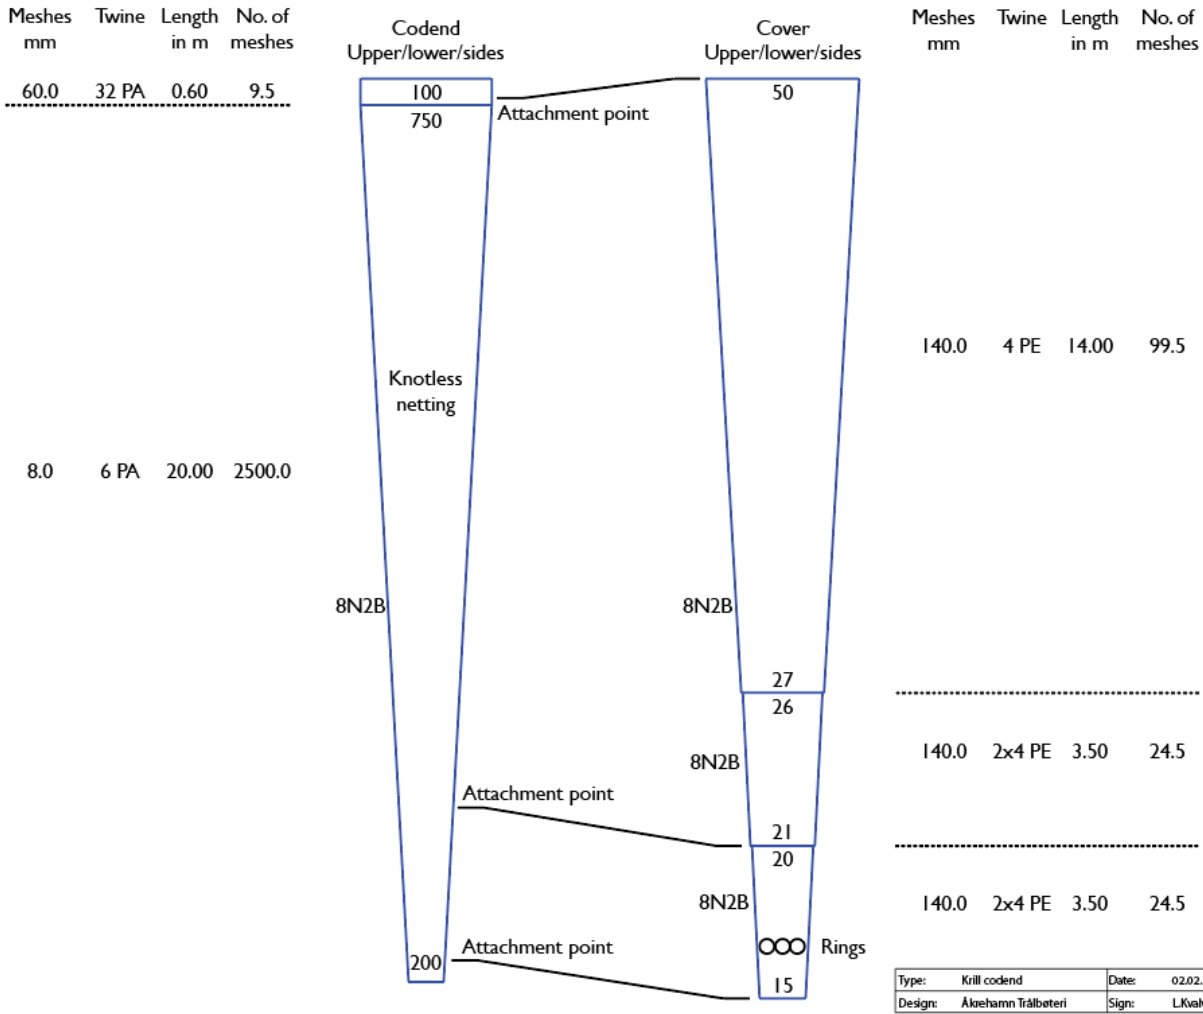 Meshes Twine Length No. of
mm in m meshes
60.0 32 PA 0.60 9.5
8.0 6 PA 20.00 2500.0
Codend
Upper/lower/sides
100
750
Attachment point
Knotless
netting
8N2B
Attachment point
Attachment point
200
Cover
Upper/lower/sides
50
8N2B
27
26
8N2B
21
20
8N2B
Rings
15
Meshes Twine Length No. of
mm in m meshes
140.0 4 PE 14.00 99.5
140.0 2x4 PE 3.50 24.5
140.0 2x4 PE 3.50 24.5
Type: Krill codend Date: 02.02.
Design: Åkrehamn Trålbøteri Sign: